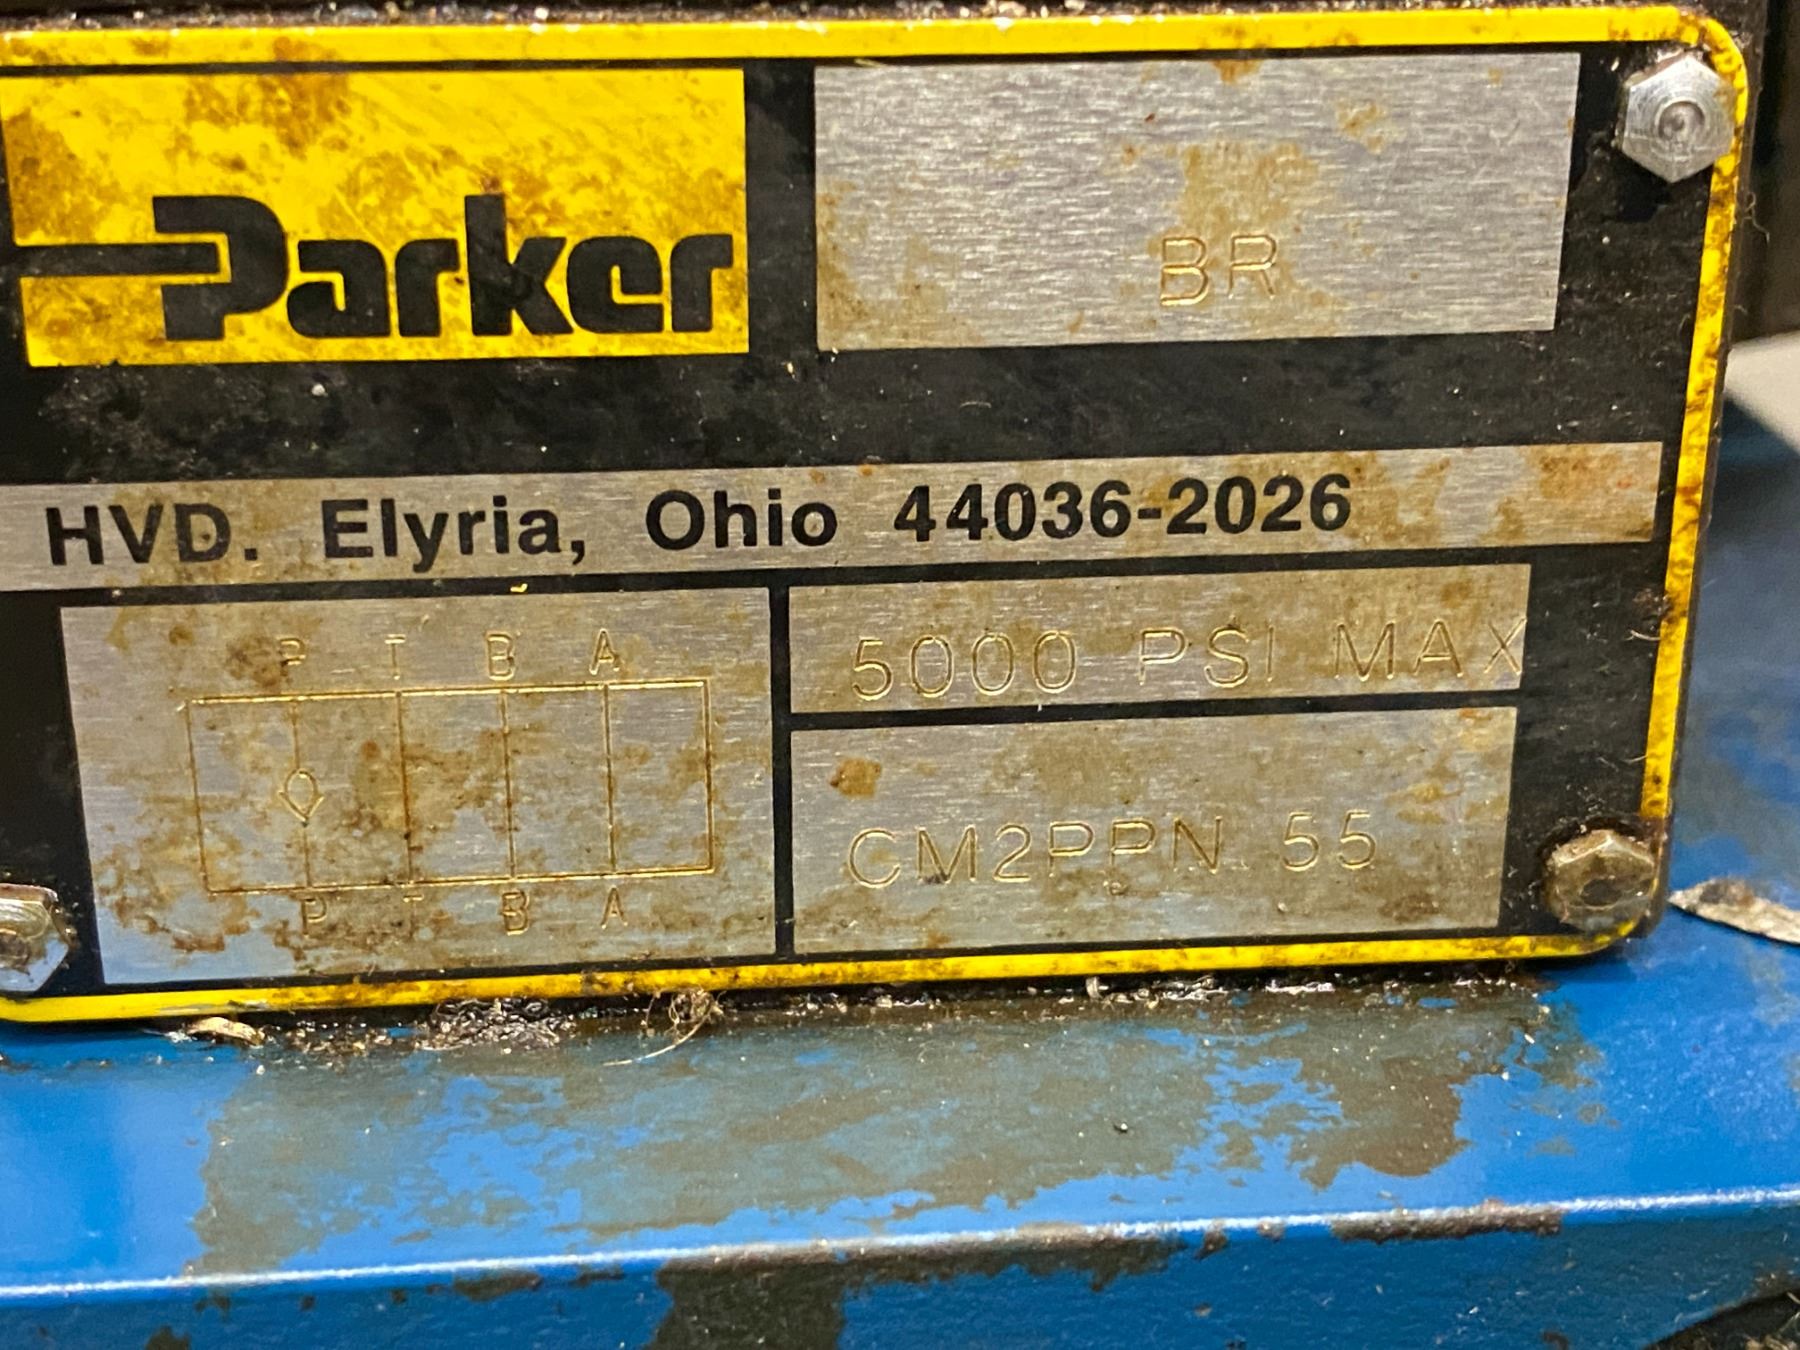 Parker
BR
HVD. Elyria, Ohio 44036-2026
P T B A
P T B A
5000 PSI MAX
CM2PPN 55